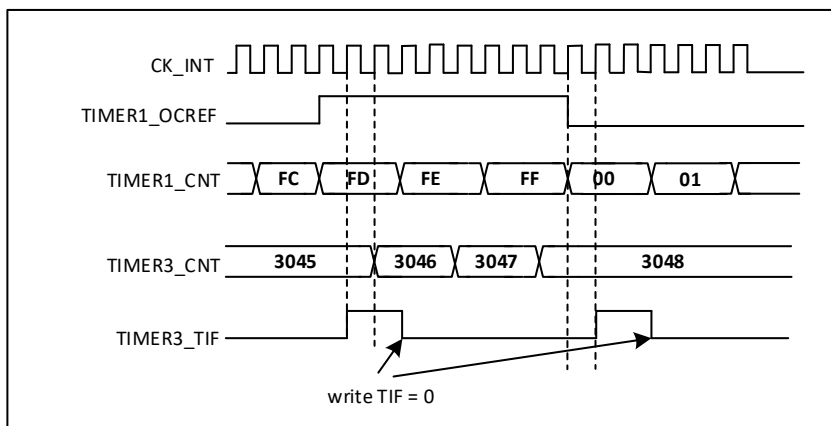 CK_INT
TIMER1_OCREF
TIMER1_CNT FC FD FE FF 00 01
TIMER3_CNT 3045 3046 3047 3048
TIMER3_TIF
write TIF = 0